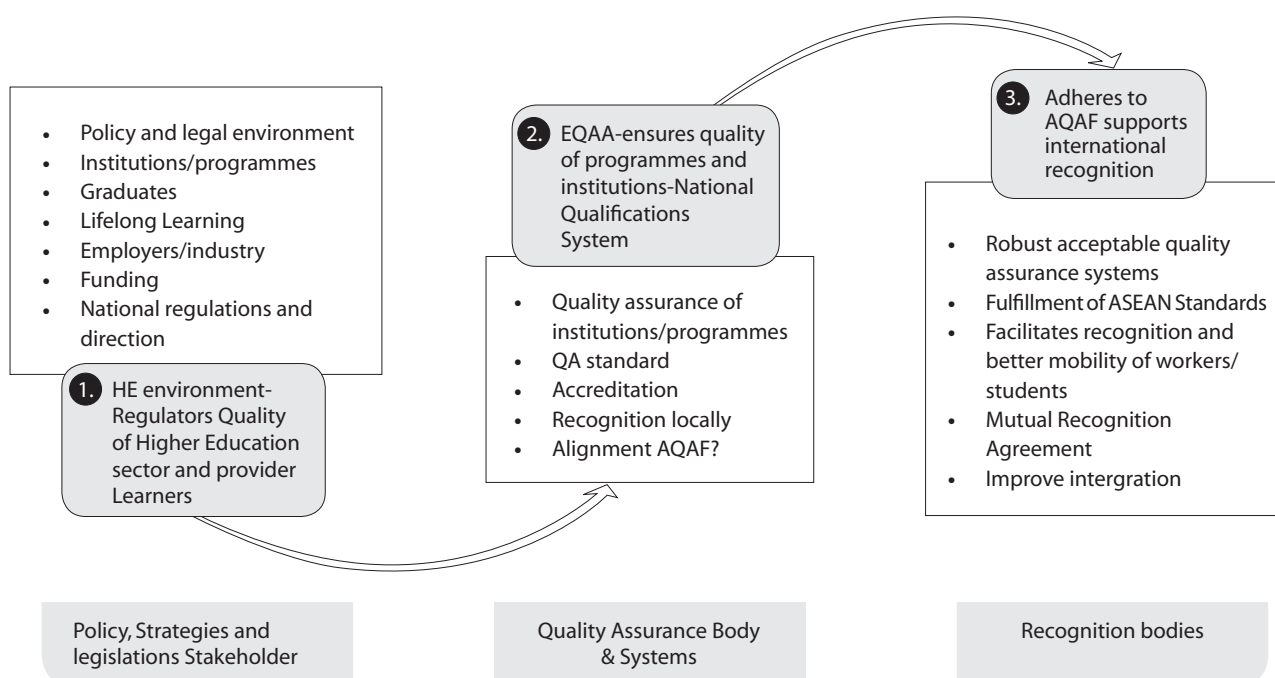 • Policy and legal environment
• Institutions/programmes
• Graduates
• Lifelong Learning
• Employers/industry
• Funding
• National regulations and
direction
1. HE environment-
Regulators Quality
of Higher Education
sector and provider
Learners
2. EQAA-ensures quality
of programmes and
institutions-National
Qualifications
System
• Quality assurance of
institutions/programmes
• QA standard
• Accreditation
• Recognition locally
• Alignment AQAF?
3. Adheres to
AQAF supports
international
recognition
• Robust acceptable quality
assurance systems
• Fulfillment of ASEAN Standards
• Facilitates recognition and
better mobility of workers/
students
• Mutual Recognition
Agreement
• Improve intergration
Policy, Strategies and
legislations Stakeholder
Quality Assurance Body
& Systems
Recognition bodies